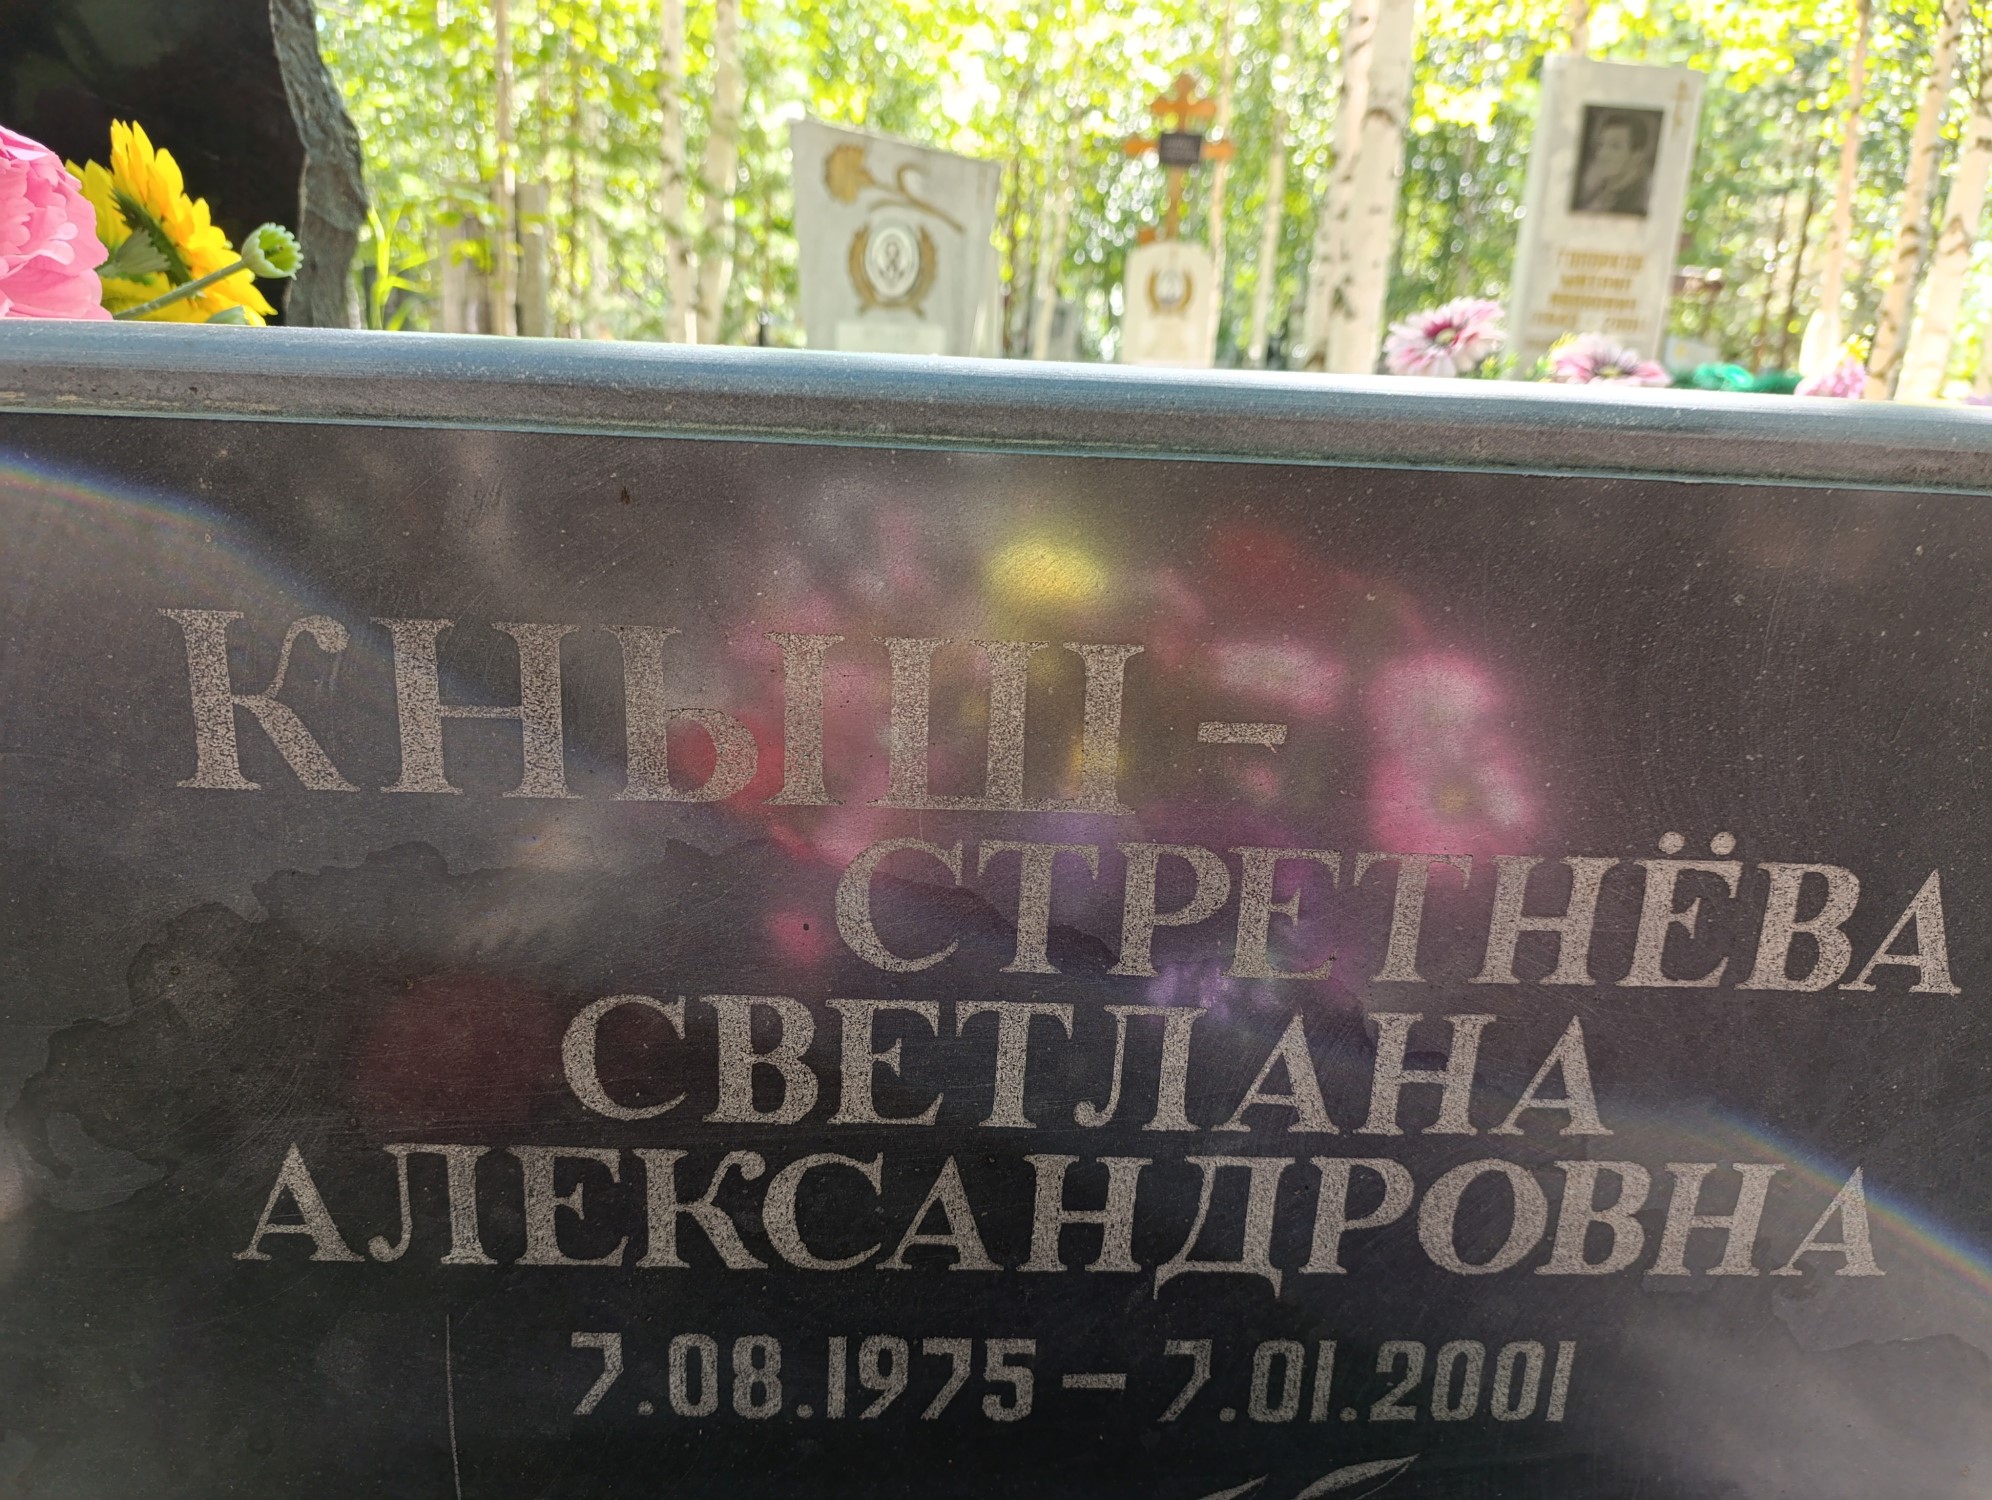 КНЫШ-
СТРЕТНЁВА
СВЕТЛАНА
АЛЕКСАНДРОВНА
7.08.1975 – 7.01.2001